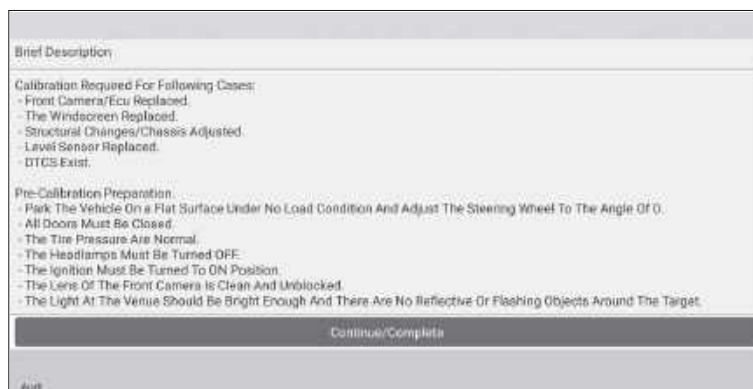 Brief Description
Calibration Required For Following Cases:
- Front Camera/Ecu Replaced.
- The Windscreen Replaced.
- Structural Changes/Chassis Adjusted.
- Level Sensor Replaced.
- DTCS Exist.
Pre-Calibration Preparation.
- Park The Vehicle On a Flat Surface Under No Load Condition And Adjust The Steering Wheel To The Angle Of 0.
- All Doors Must Be Closed.
- The Tire Pressure Are Normal.
- The Headlamps Must Be Turned OFF.
- The Ignition Must Be Turned To ON Position.
- The Lens Of The Front Camera Is Clean And Unblocked.
- The Light At The Venue Should Be Bright Enough And There Are No Reflective Or Flashing Objects Around The Target.
Continue/Complete